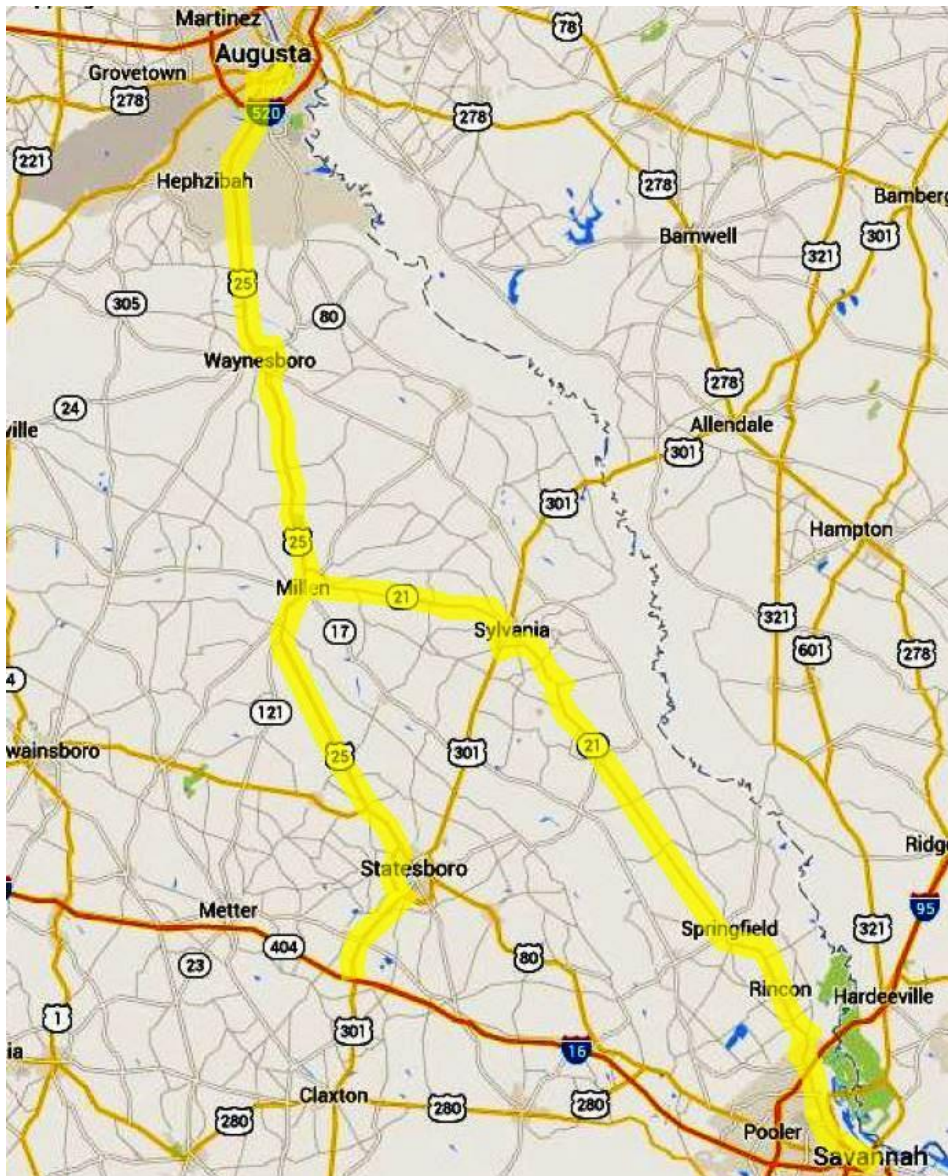 Martinez
Augusta
78
Grovetown
278
520
278
221
Hephzibah
278
Bamberg
Barnwell
321
301
25
305
80
Waynesboro
278
24
ville
Allendale
301
301
25
Hampton
Millen
21
17
Sylvania
321
601
278
4
121
wainsboro
301
21
25
Statesboro
Ridge
Metter
95
404
Springfield
321
80
23
Rincon
Hardeeville
1
301
16
ia
Claxton
280
280
Pooler
Savannah